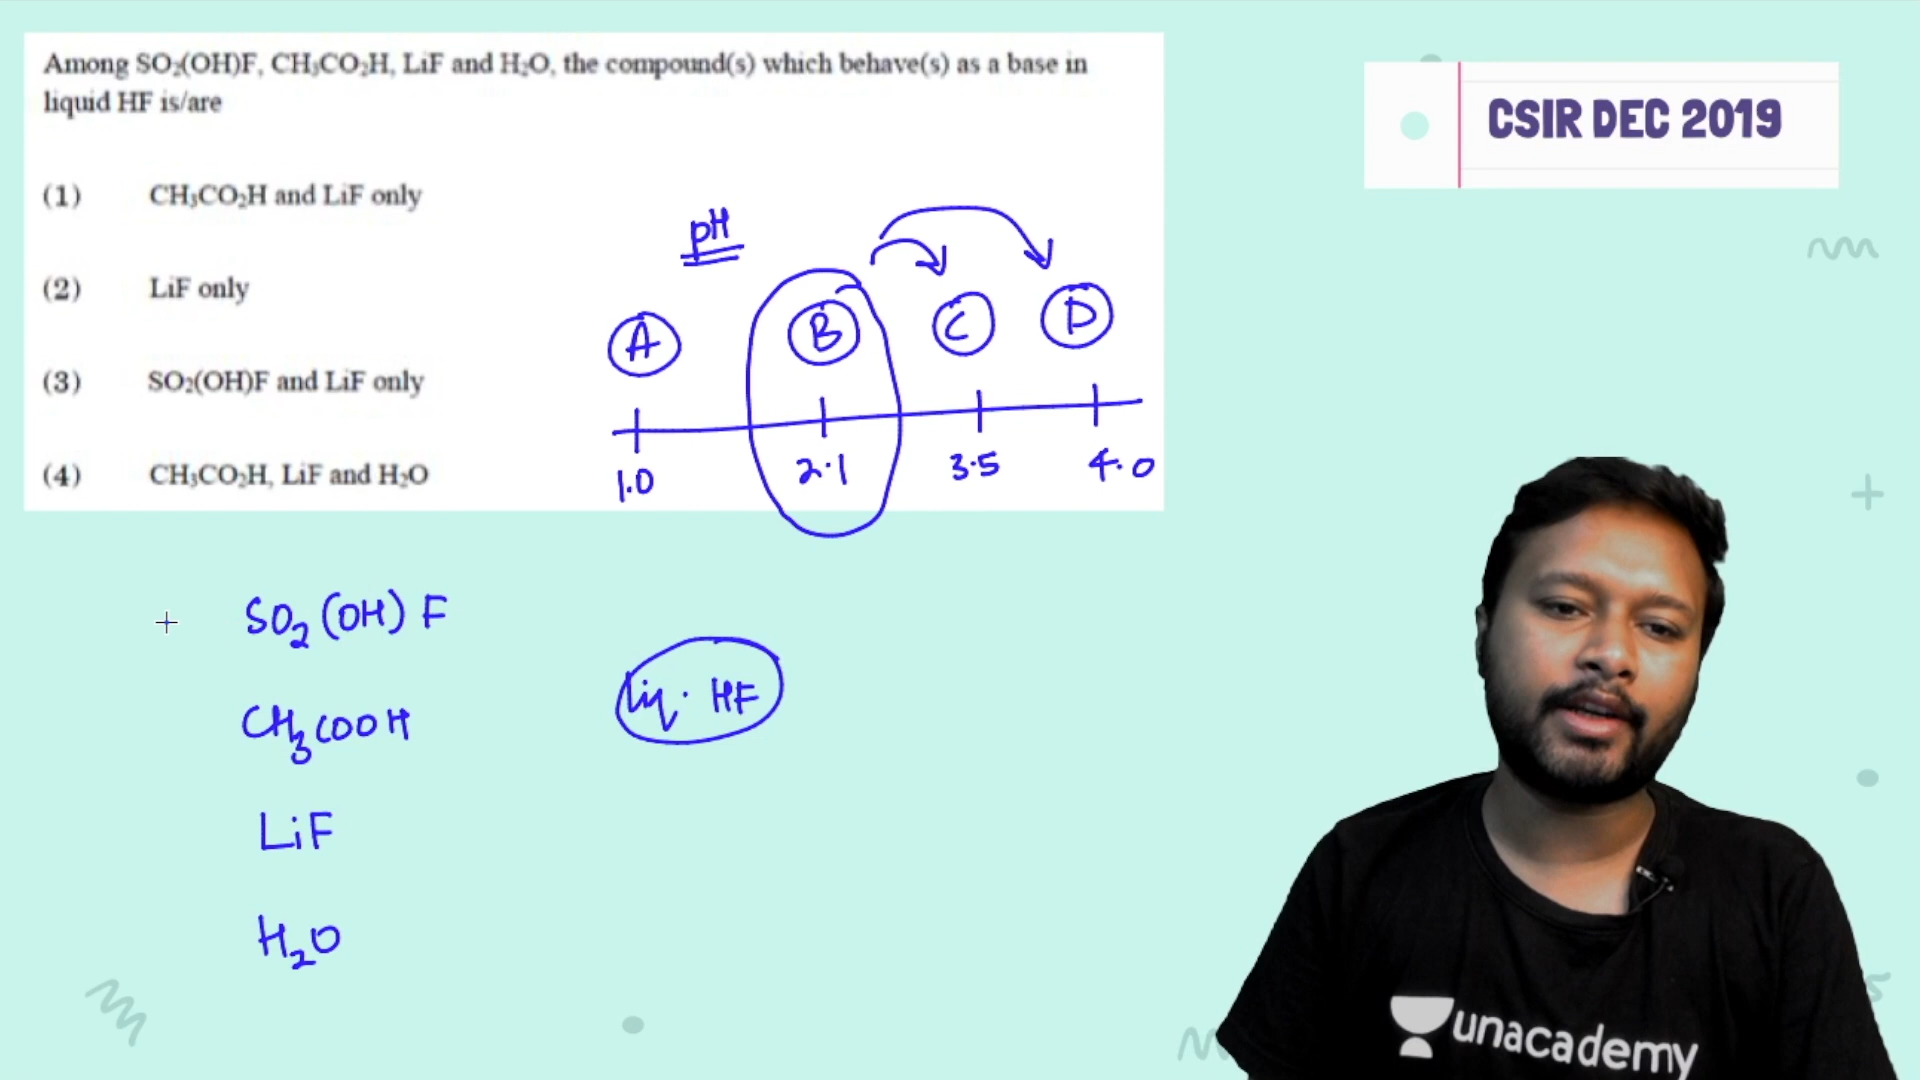 Among SO₂(OH)F, CH₃CO₂H, LiF and H₂O, the compound(s) which behave(s) as a base in
liquid HF is/are
CSIR DEC 2019
(1) CH₃CO₂H and LiF only
(2) LiF only
(3) SO₂(OH)F and LiF only
(4) CH₃CO₂H, LiF and H₂O
pH
A B C D
1.0 2.1 3.5 4.0
SO₂(OH)F
CH₃COOH
liq. HF
LiF
H₂O
unacademy